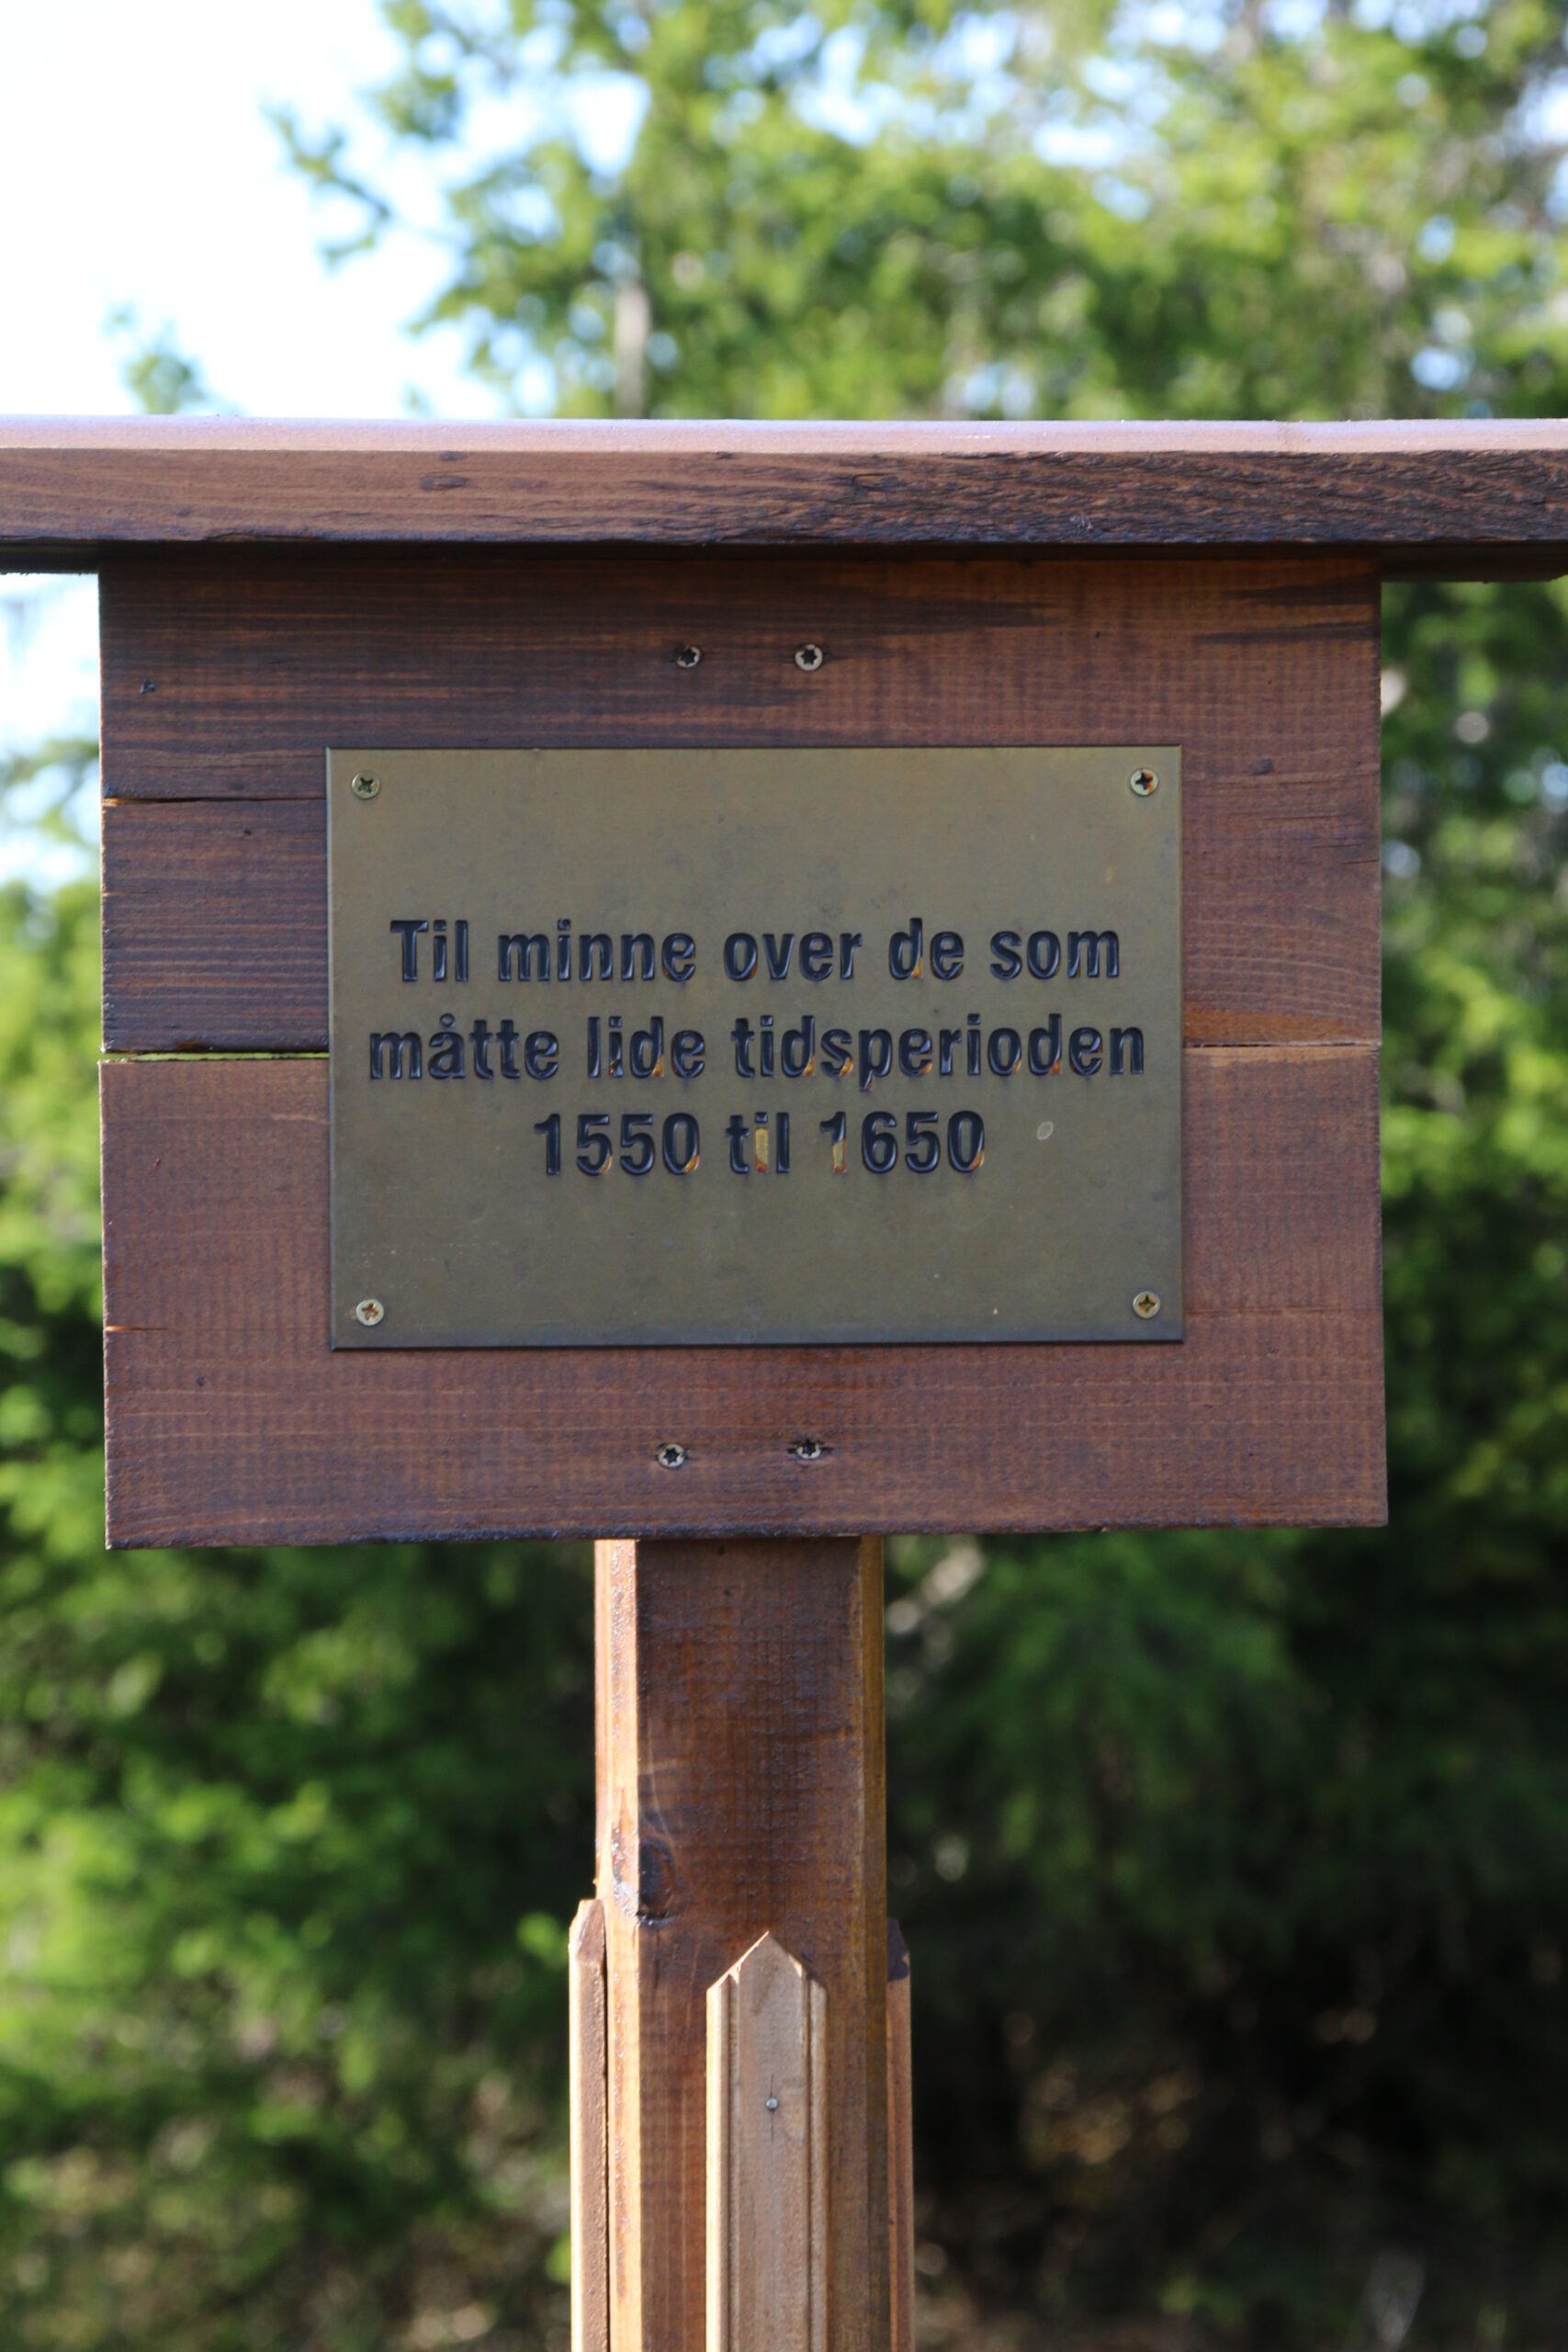 Til minne over de som
måtte lide tidsperioden
1550 til 1650